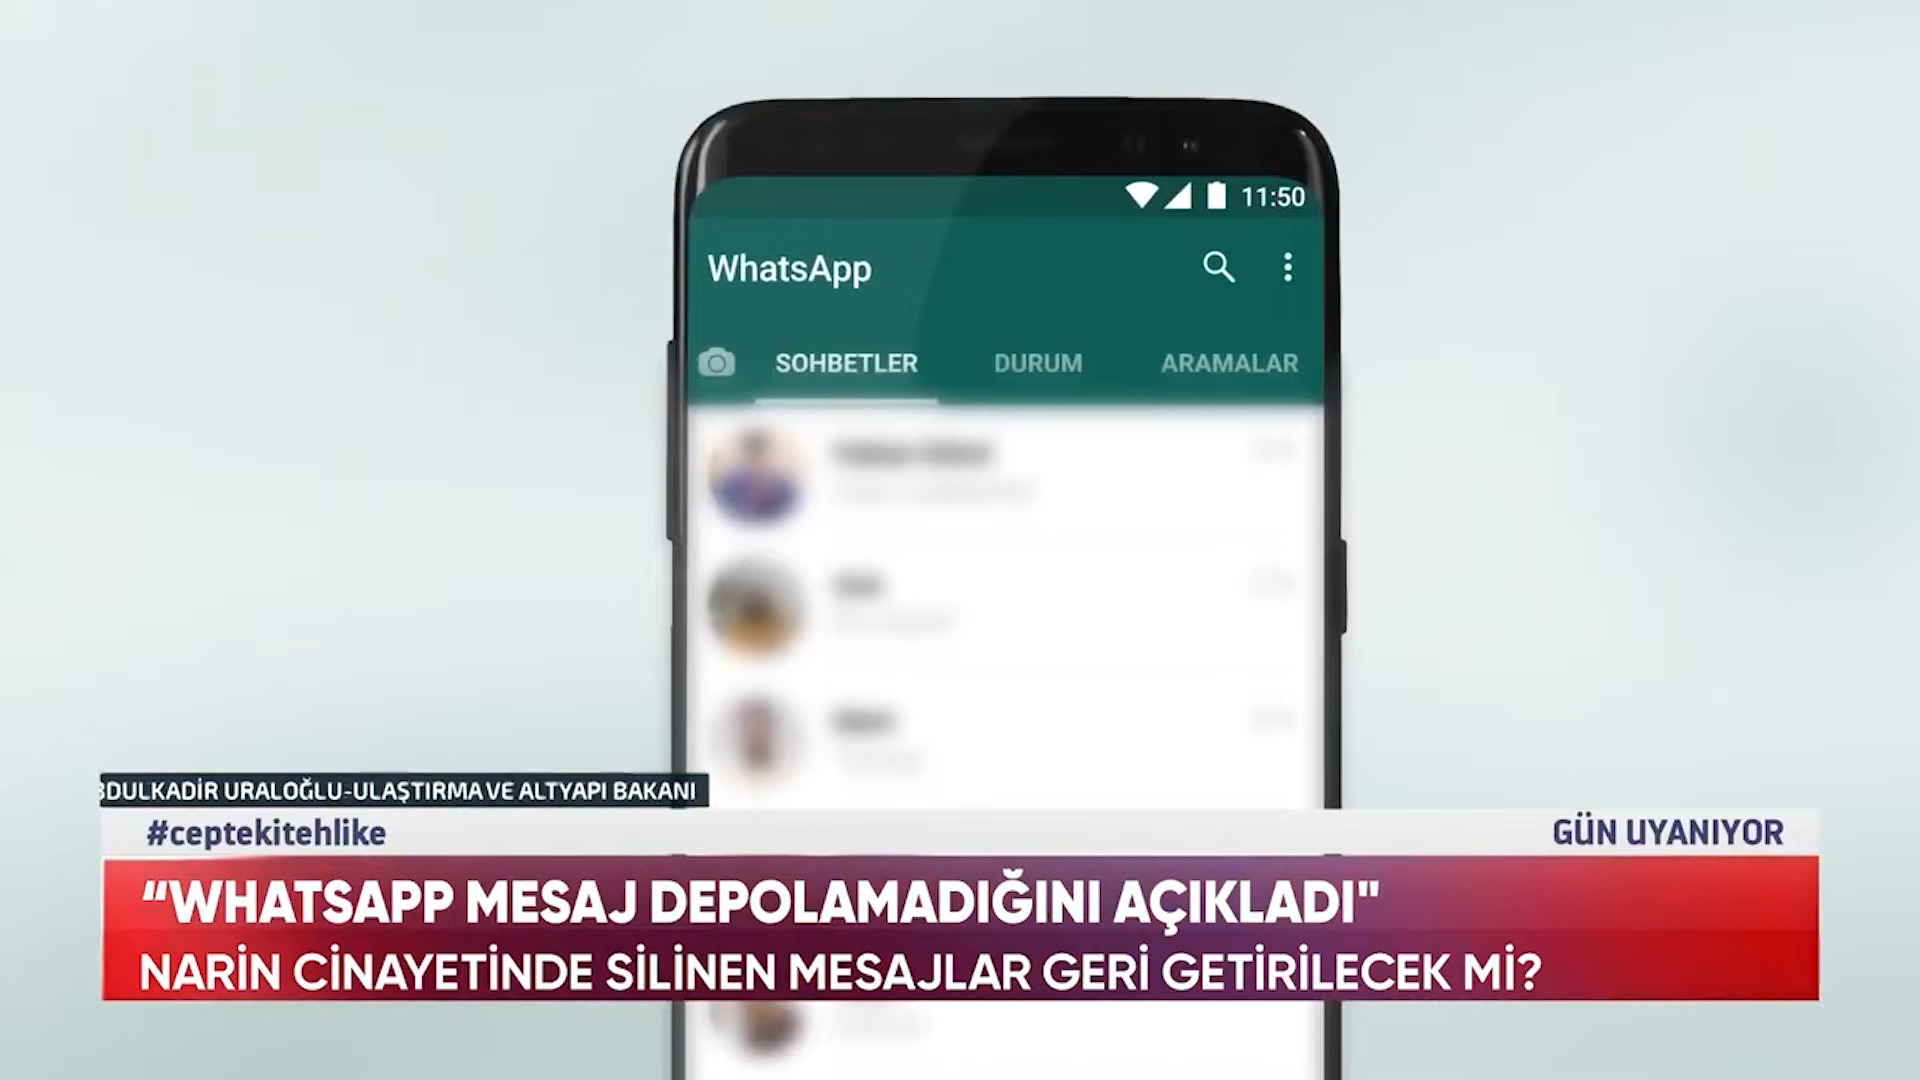 11:50
WhatsApp
SOHBETLER DURUM ARAMALAR
BDULKADİR URALOĞLU-ULAŞTIRMA VE ALTYAPI BAKANI
#ceptekitehlike GÜN UYANIYOR
“WHATSAPP MESAJ DEPOLAMADIĞINI AÇIKLADI"
NARİN CİNAYETİNDE SİLİNEN MESAJLAR GERİ GETİRİLECEK Mİ?